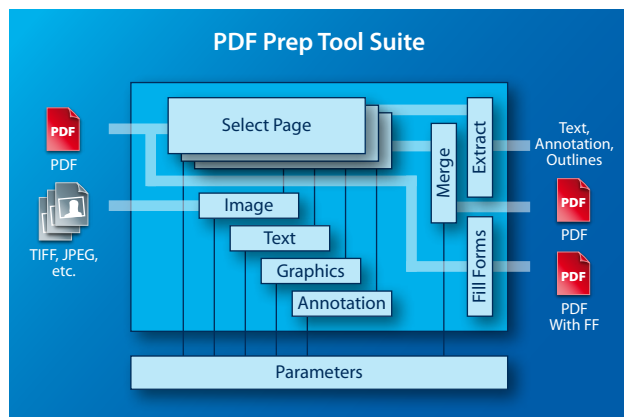 PDF Prep Tool Suite
PDF
PDF
TIFF, JPEG,
etc.
Select Page
Image
Text
Graphics
Annotation
Merge
Extract
Fill Forms
Text,
Annotation,
Outlines
PDF
PDF
PDF
PDF
With FF
Parameters